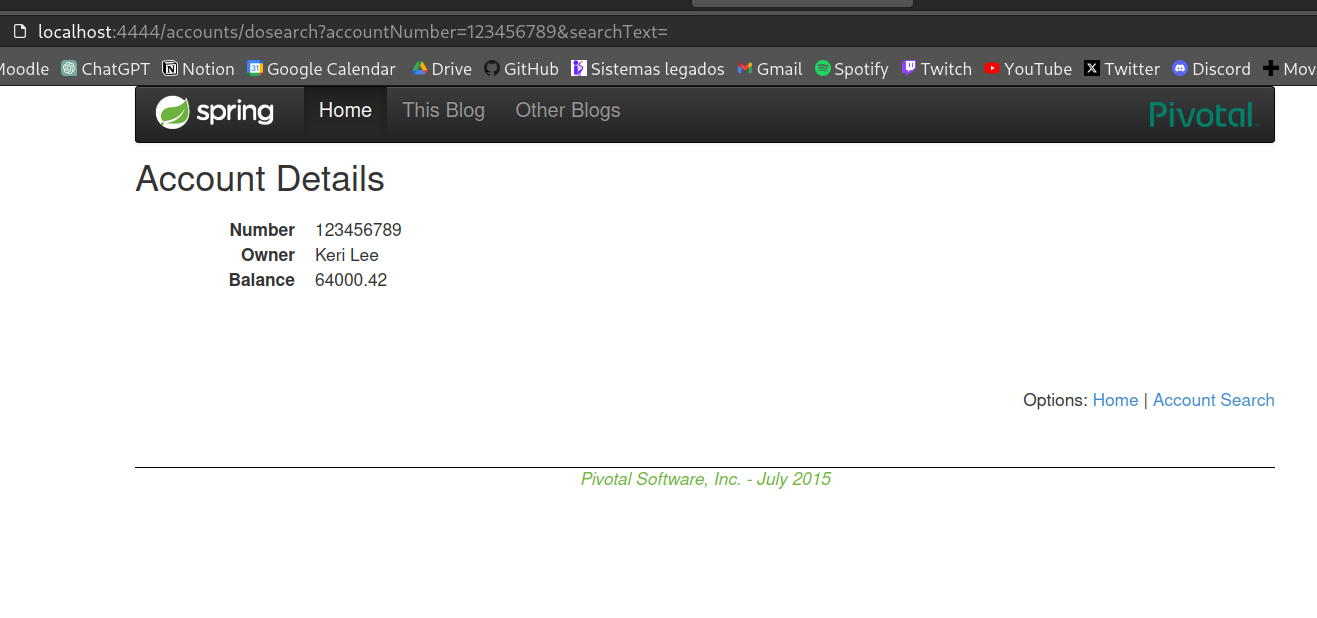 localhost:4444/accounts/dosearch?accountNumber=123456789&searchText=
Moodle ChatGPT Notion Google Calendar Drive GitHub Sistemas legados Gmail Spotify Twitch YouTube Twitter Discord Mov
spring Home This Blog Other Blogs Pivotal
Account Details
Number 123456789
Owner Keri Lee
Balance 64000.42
Options: Home | Account Search
Pivotal Software, Inc. - July 2015